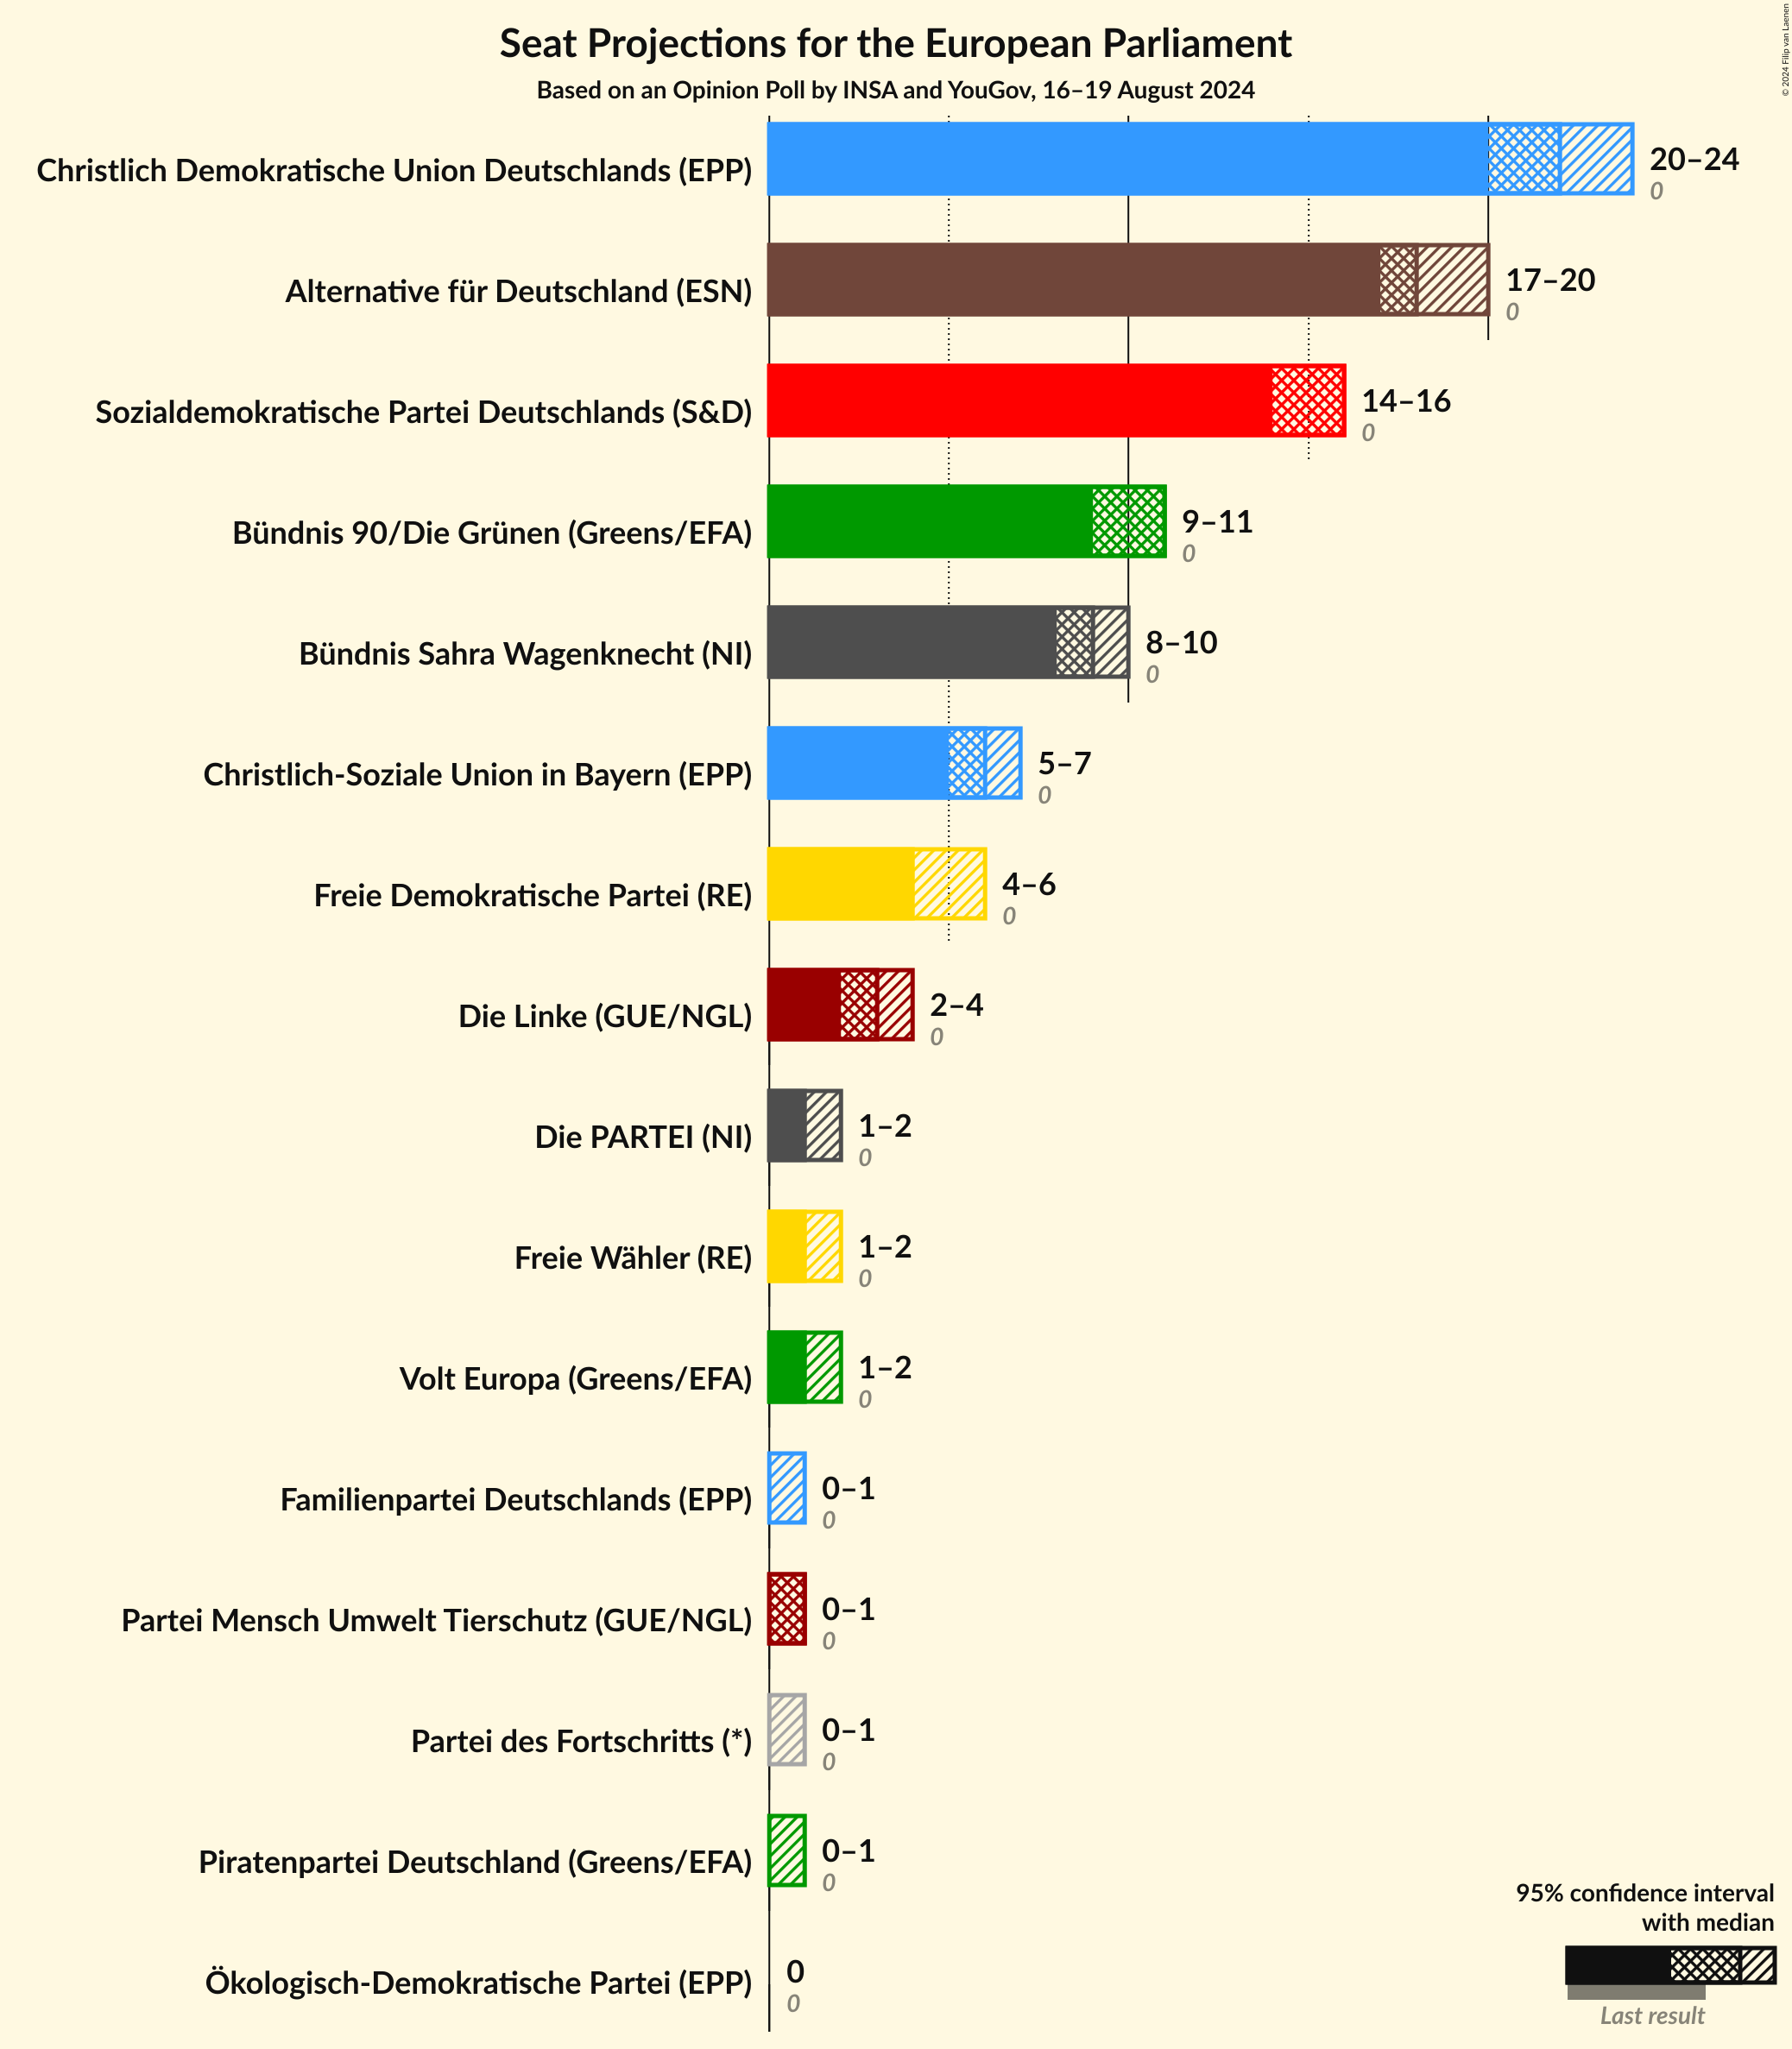 Seat Projections for the European Parliament
Based on an Opinion Poll by INSA and YouGov, 16–19 August 2024
© 2024 Filip van Laenen
Christlich Demokratische Union Deutschlands (EPP)
20–24
0
Alternative für Deutschland (ESN)
17–20
0
Sozialdemokratische Partei Deutschlands (S&D)
14–16
0
Bündnis 90/Die Grünen (Greens/EFA)
9–11
0
Bündnis Sahra Wagenknecht (NI)
8–10
0
Christlich-Soziale Union in Bayern (EPP)
5–7
0
Freie Demokratische Partei (RE)
4–6
0
Die Linke (GUE/NGL)
2–4
0
Die PARTEI (NI)
1–2
0
Freie Wähler (RE)
1–2
0
Volt Europa (Greens/EFA)
1–2
0
Familienpartei Deutschlands (EPP)
0–1
0
Partei Mensch Umwelt Tierschutz (GUE/NGL)
0–1
0
Partei des Fortschritts (*)
0–1
0
Piratenpartei Deutschland (Greens/EFA)
0–1
0
Ökologisch-Demokratische Partei (EPP)
0
0
95% confidence interval
with median
Last result